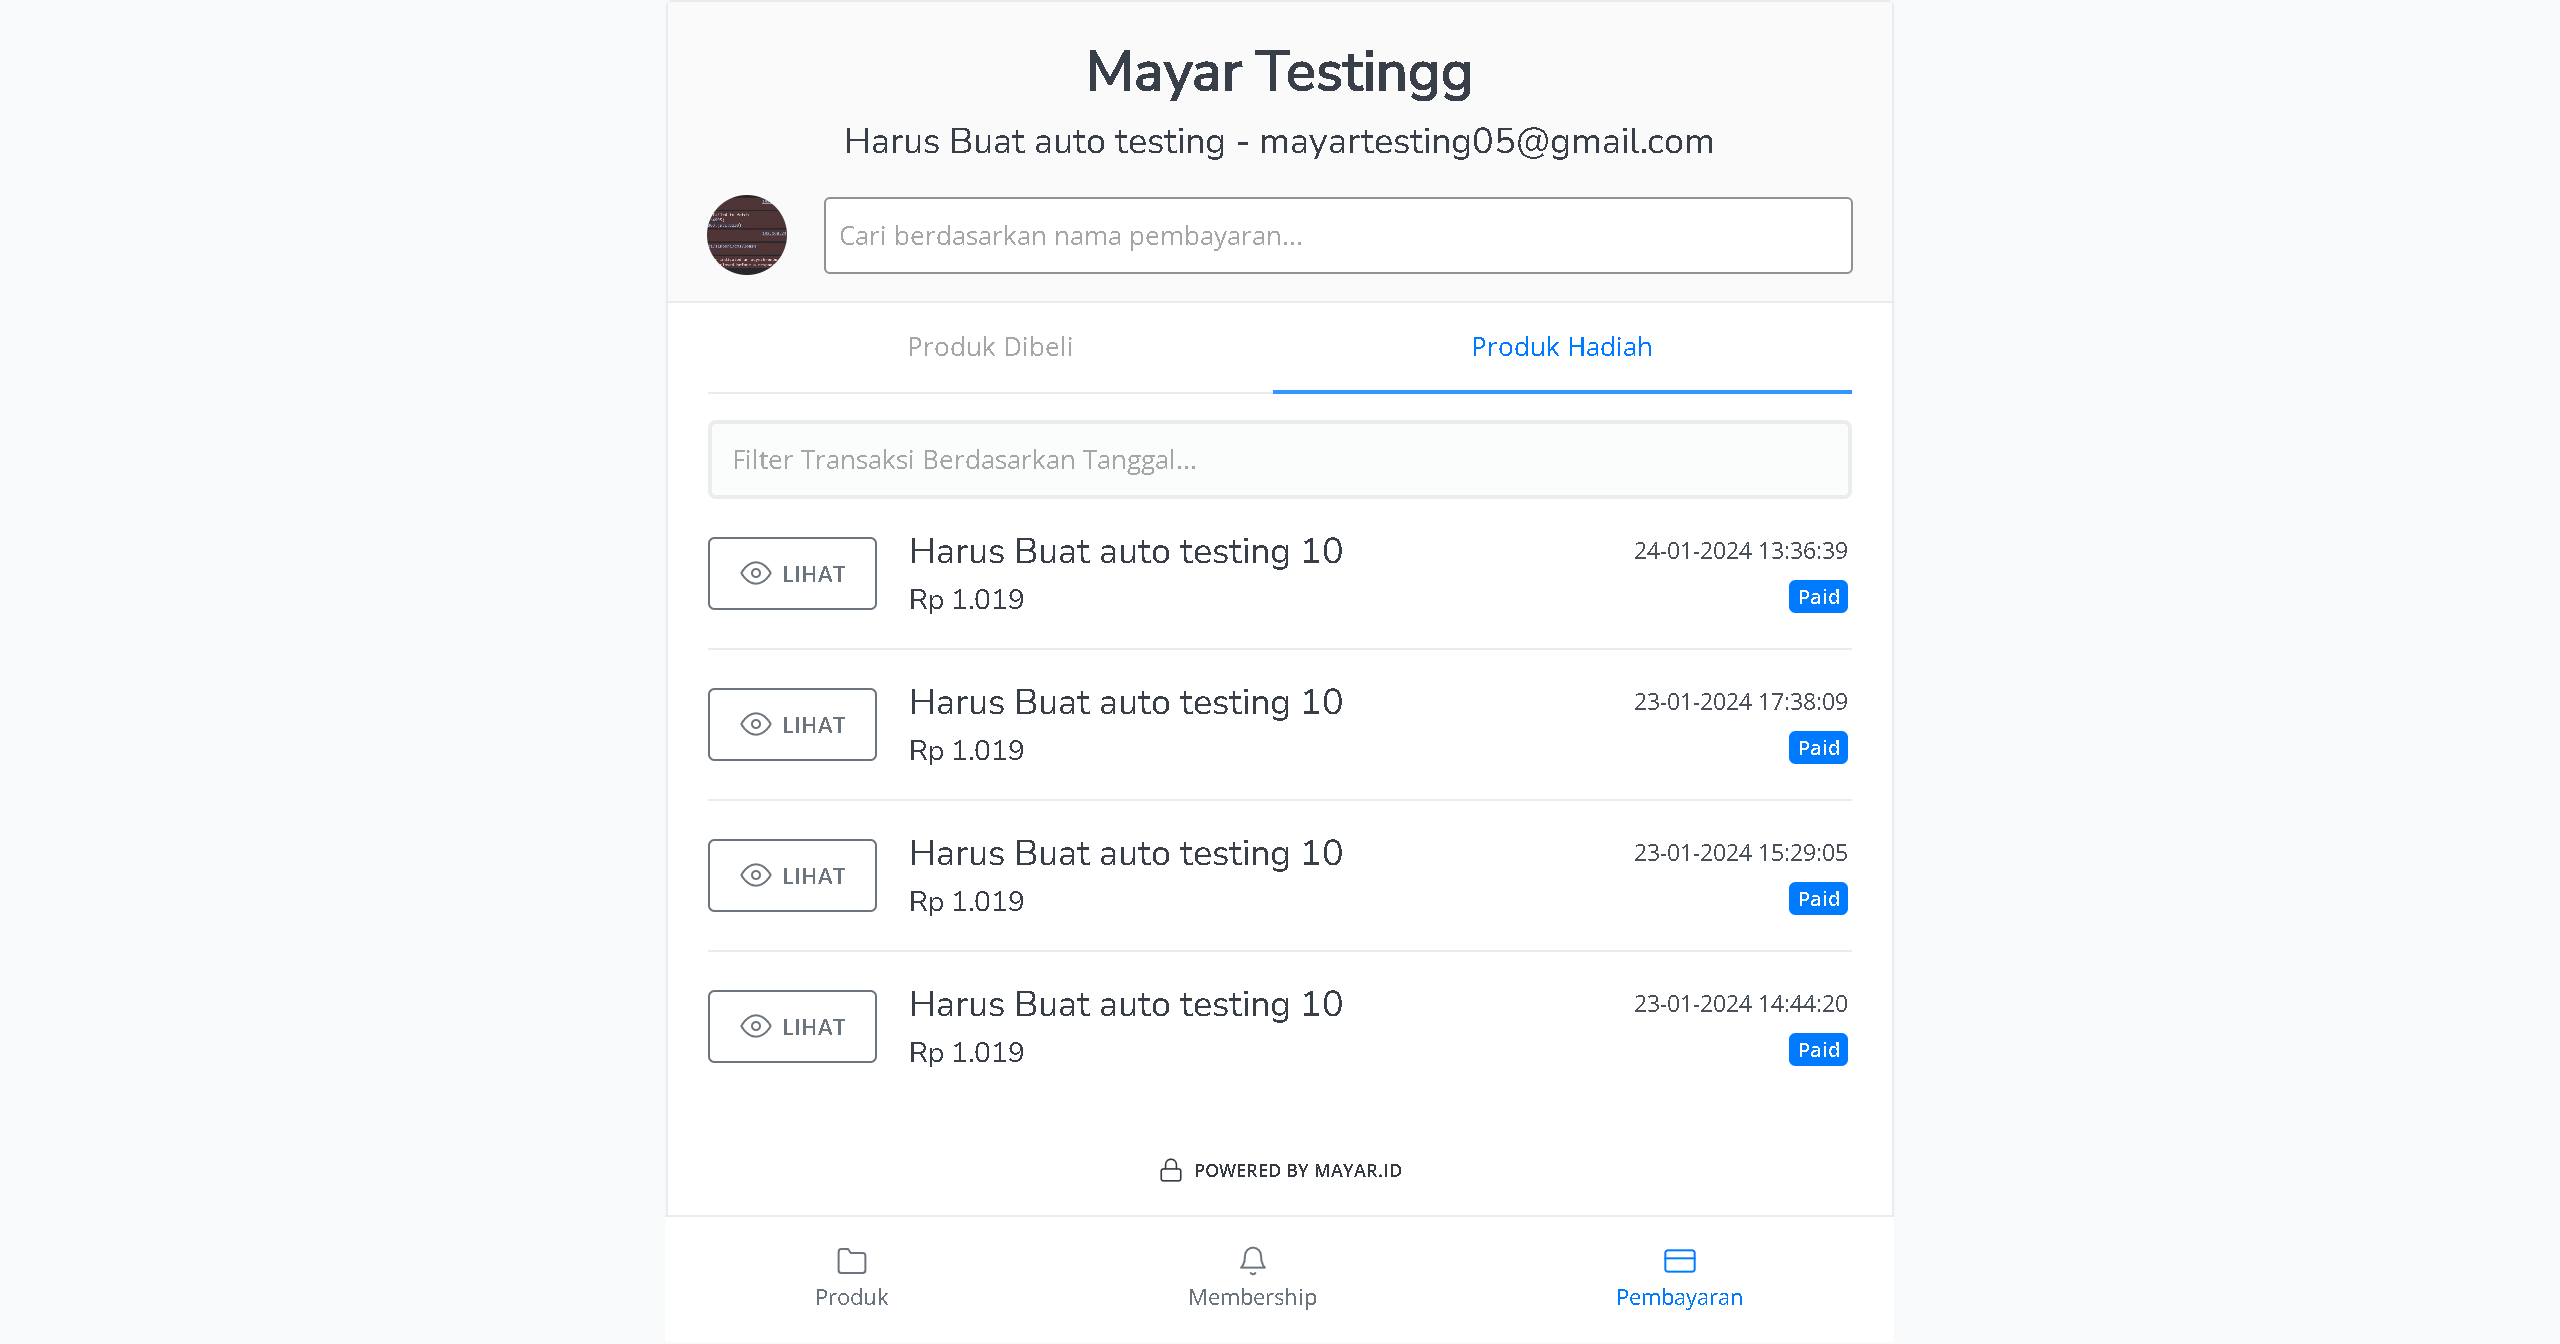 Mayar Testingg
Harus Buat auto testing - mayartesting05@gmail.com
Cari berdasarkan nama pembayaran...
Produk Dibeli
Produk Hadiah
Filter Transaksi Berdasarkan Tanggal...
LIHAT
Harus Buat auto testing 10
24-01-2024 13:36:39
Rp 1.019
Paid
LIHAT
Harus Buat auto testing 10
23-01-2024 17:38:09
Rp 1.019
Paid
LIHAT
Harus Buat auto testing 10
23-01-2024 15:29:05
Rp 1.019
Paid
LIHAT
Harus Buat auto testing 10
23-01-2024 14:44:20
Rp 1.019
Paid
POWERED BY MAYAR.ID
Produk
Membership
Pembayaran